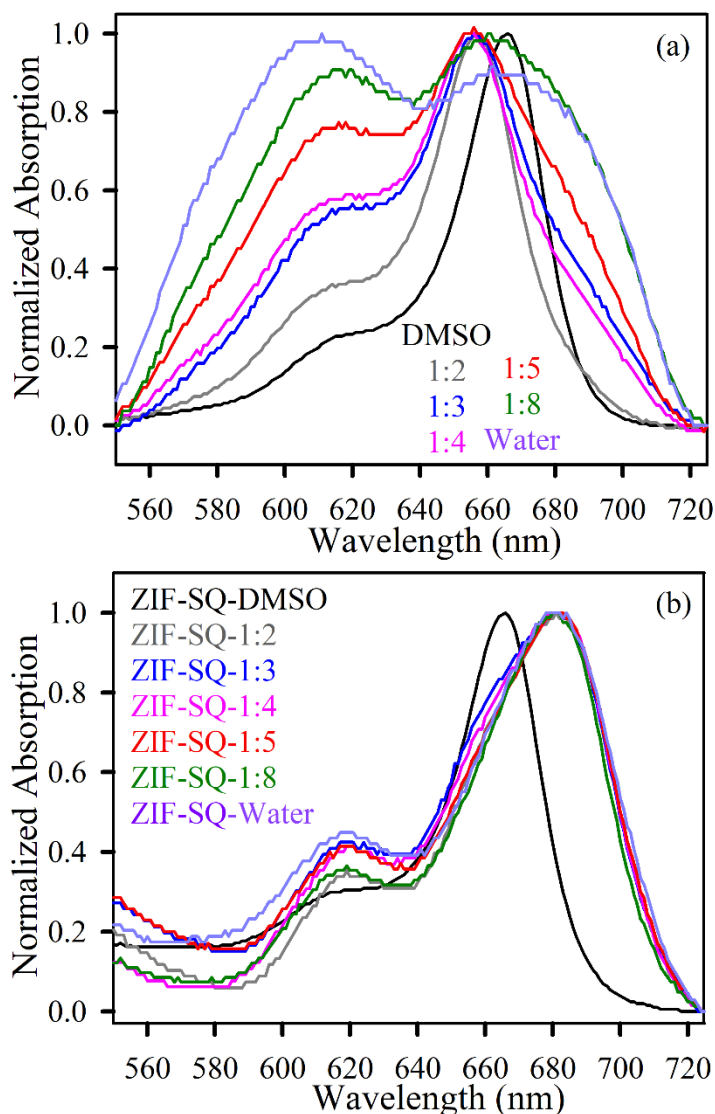 (a)
1.0
0.8
0.6
0.4
0.2
0.0
Normalized Absorption
DMSO
1:2 1:5
1:3 1:8
1:4 Water
560 580 600 620 640 660 680 700 720
Wavelength (nm)
(b)
1.0
0.8
0.6
0.4
0.2
0.0
Normalized Absorption
ZIF-SQ-DMSO
ZIF-SQ-1:2
ZIF-SQ-1:3
ZIF-SQ-1:4
ZIF-SQ-1:5
ZIF-SQ-1:8
ZIF-SQ-Water
560 580 600 620 640 660 680 700 720
Wavelength (nm)